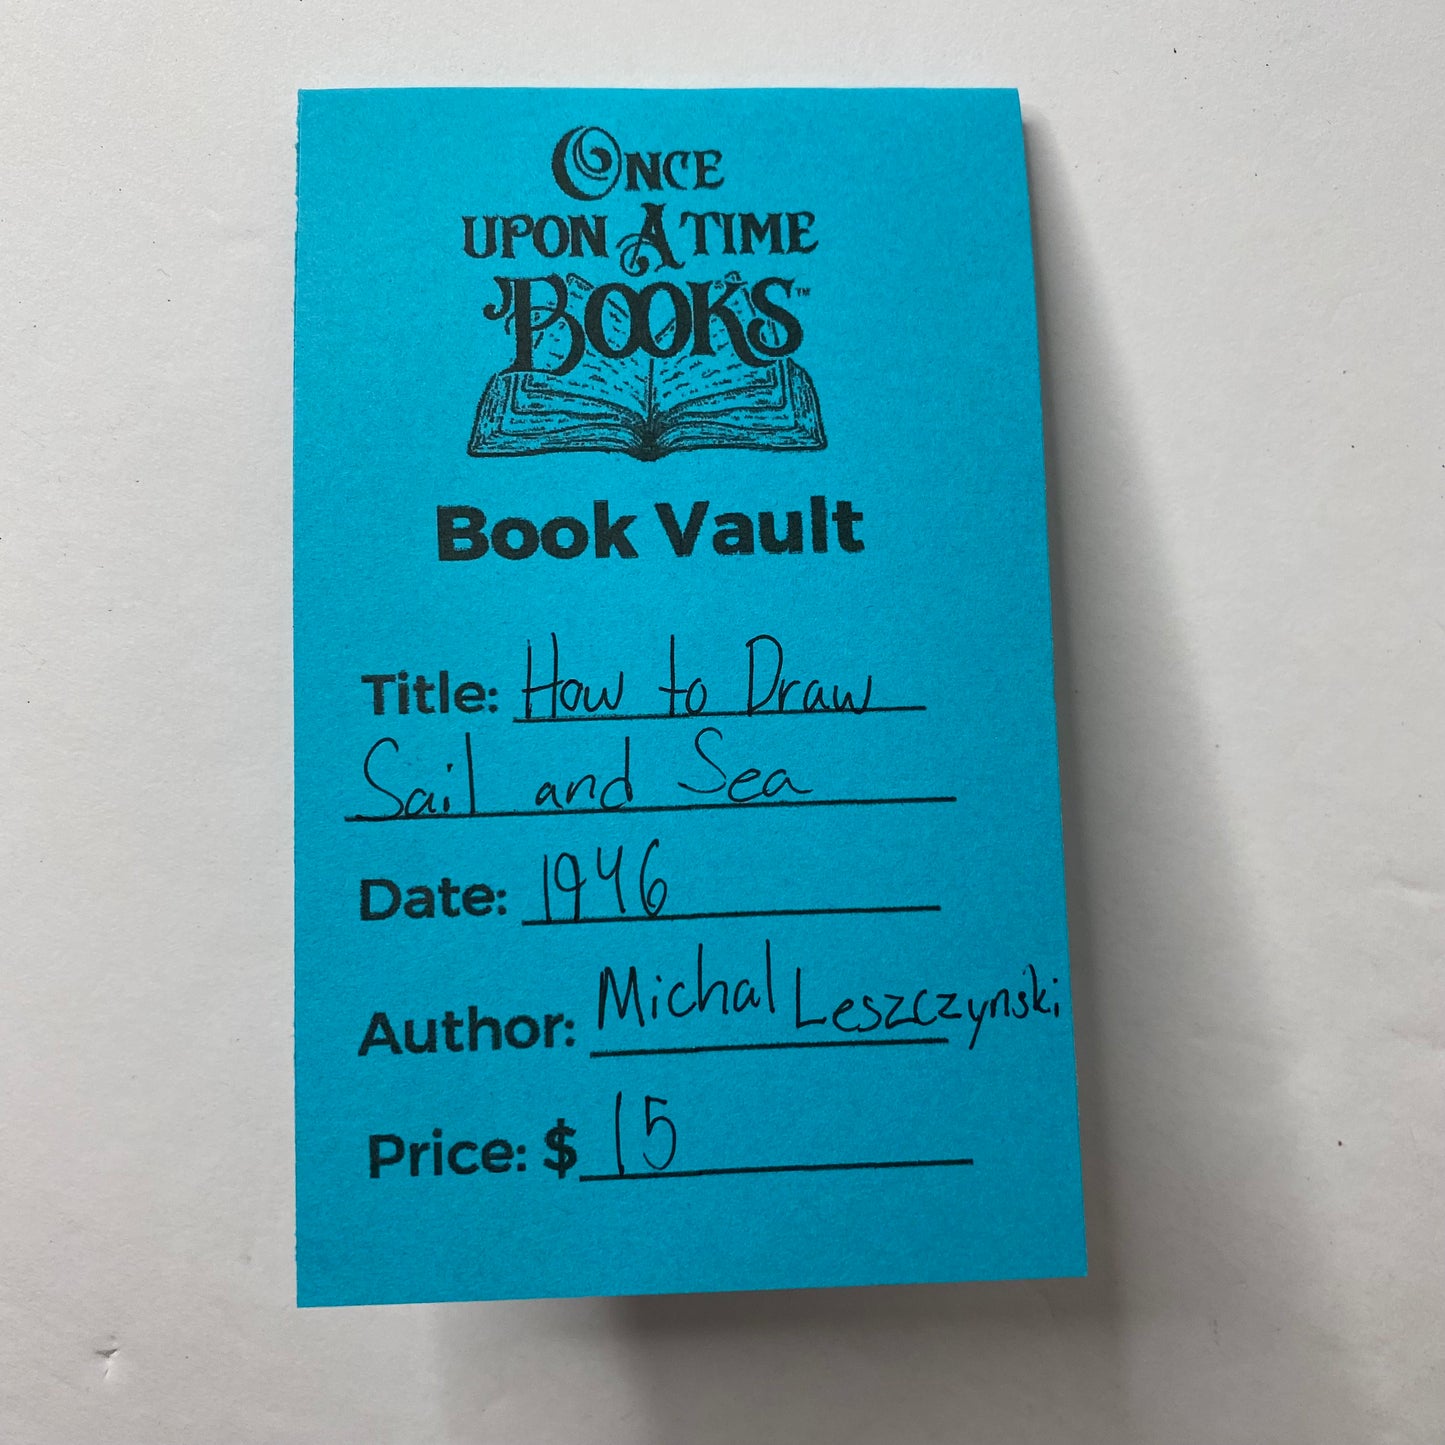 ONCE
UPON A TIME
BOOKS™
Book Vault
Title: How to Draw
Sail and Sea
Date: 1946
Author: Michal Leszczynski
Price: $ 15